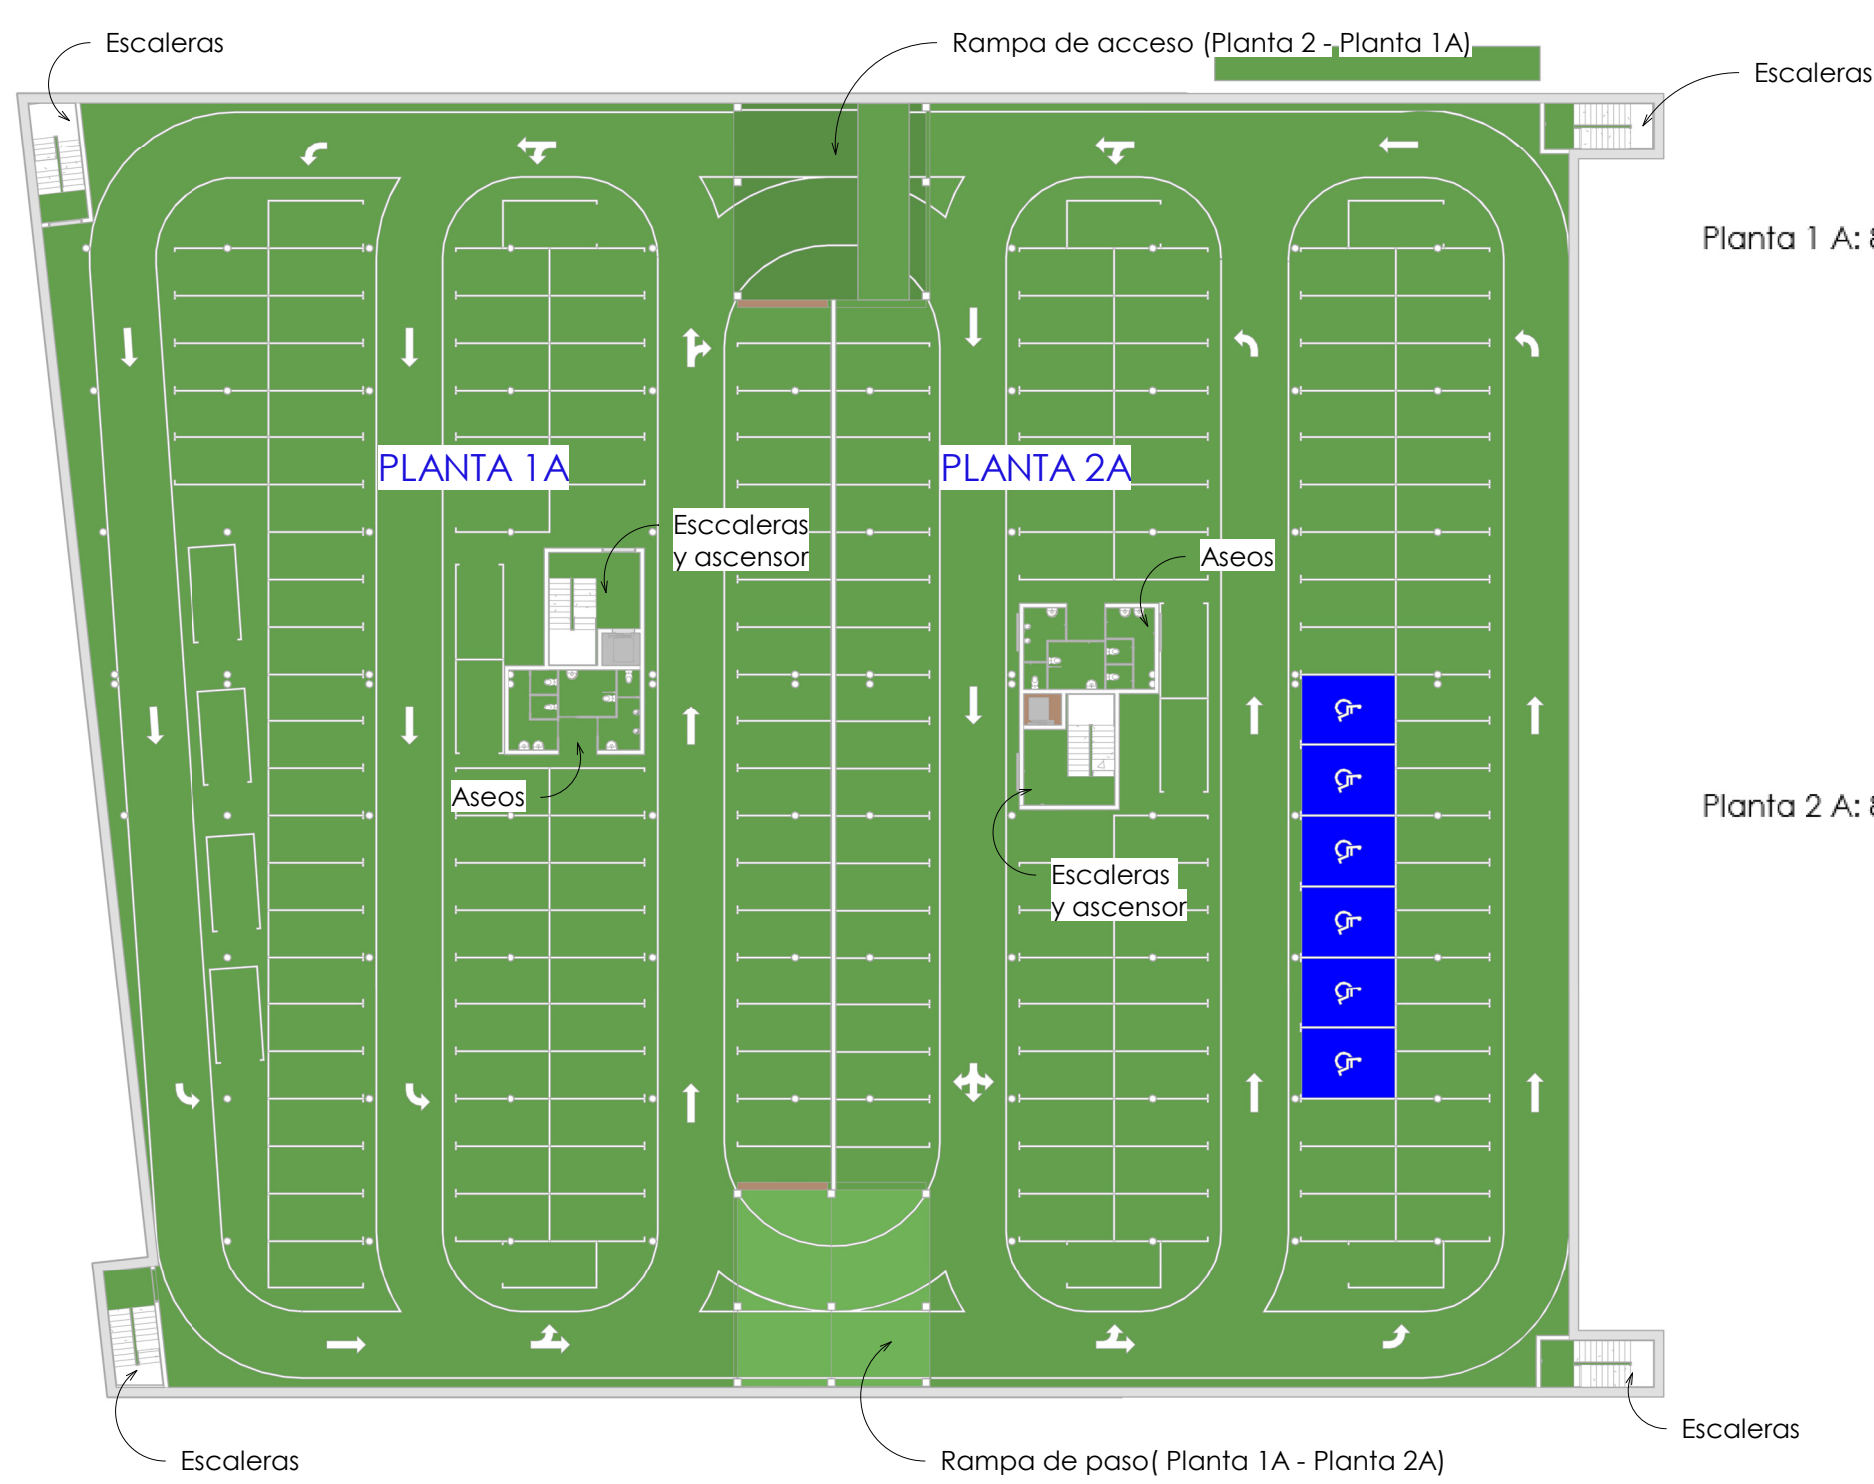 Escaleras
Rampa de acceso (Planta 2 - Planta 1A)
Escaleras
Planta 1 A:
PLANTA 1A
PLANTA 2A
Esccaleras
y ascensor
Aseos
Aseos
Planta 2 A:
Escaleras
y ascensor
Escaleras
Escaleras
Rampa de paso( Planta 1A - Planta 2A)